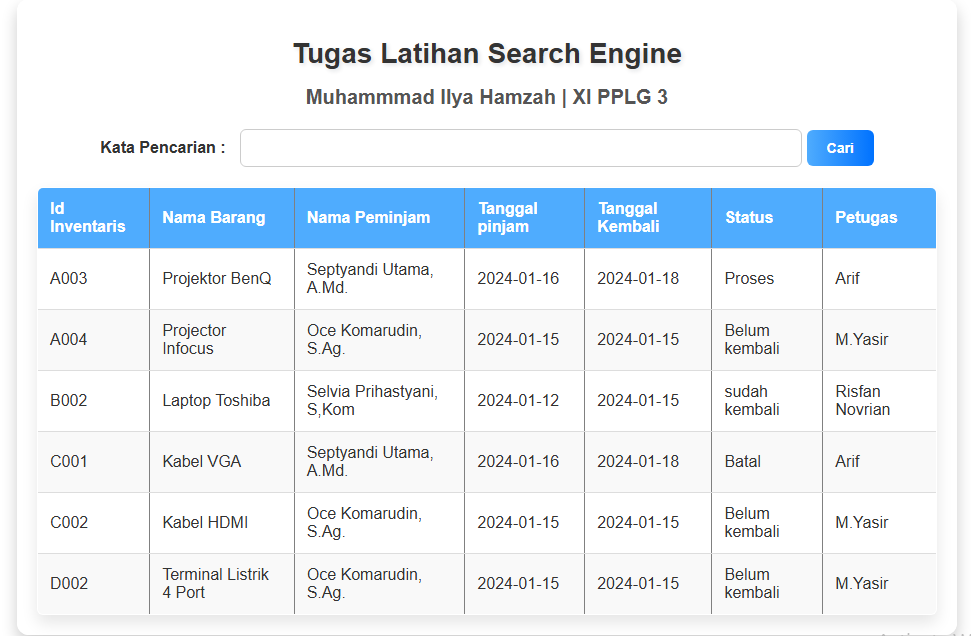 Tugas Latihan Search Engine
Muhammmad Ilya Hamzah | XI PPLG 3
Kata Pencarian : Cari
Id Inventaris Nama Barang Nama Peminjam Tanggal pinjam Tanggal Kembali Status Petugas
A003 Projektor BenQ Septyandi Utama, A.Md. 2024-01-16 2024-01-18 Proses Arif
A004 Projector Infocus Oce Komarudin, S.Ag. 2024-01-15 2024-01-15 Belum kembali M.Yasir
B002 Laptop Toshiba Selvia Prihastyani, S,Kom 2024-01-12 2024-01-15 sudah kembali Risfan Novrian
C001 Kabel VGA Septyandi Utama, A.Md. 2024-01-16 2024-01-18 Batal Arif
C002 Kabel HDMI Oce Komarudin, S.Ag. 2024-01-15 2024-01-15 Belum kembali M.Yasir
D002 Terminal Listrik 4 Port Oce Komarudin, S.Ag. 2024-01-15 2024-01-15 Belum kembali M.Yasir